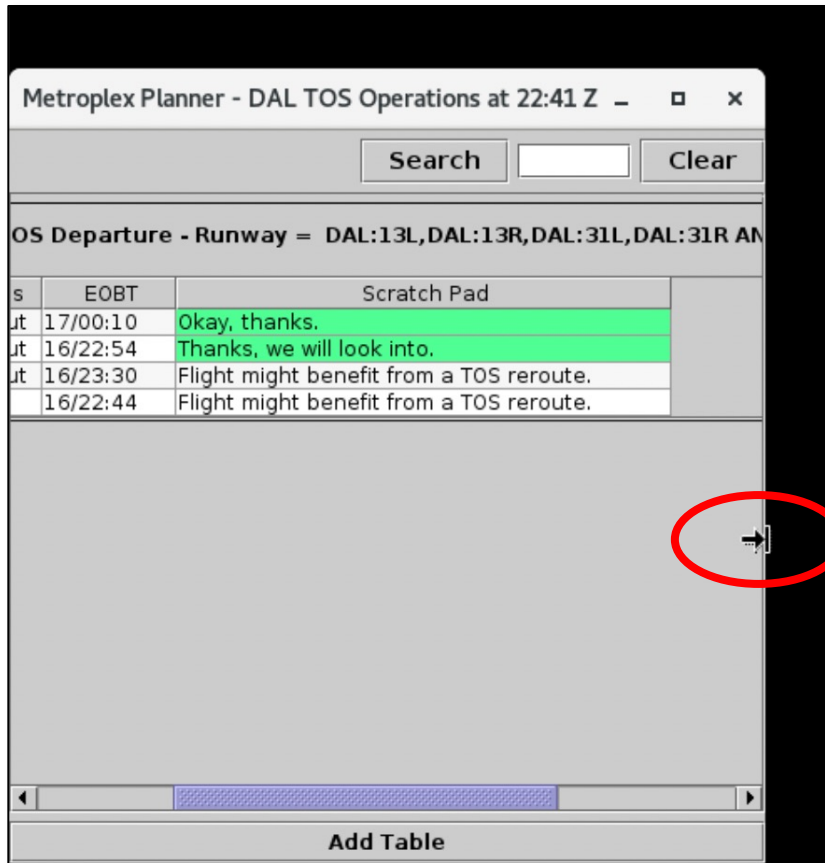 Metroplex Planner - DAL TOS Operations at 22:41 Z
Search Clear
OS Departure - Runway = DAL:13L,DAL:13R,DAL:31L,DAL:31R AN
s EOBT Scratch Pad
ut 17/00:10 Okay, thanks.
ut 16/22:54 Thanks, we will look into.
ut 16/23:30 Flight might benefit from a TOS reroute.
16/22:44 Flight might benefit from a TOS reroute.
Add Table